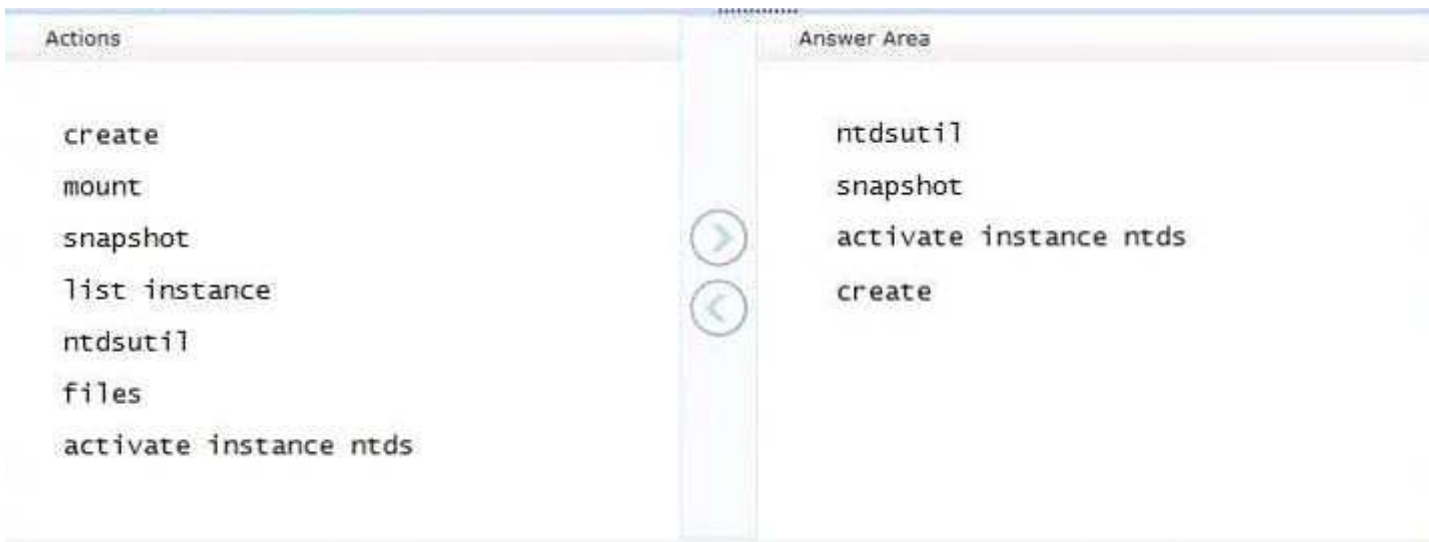 Actions
create
mount
snapshot
list instance
ntdsutil
files
activate instance ntds
Answer Area
ntdsutil
snapshot
activate instance ntds
create